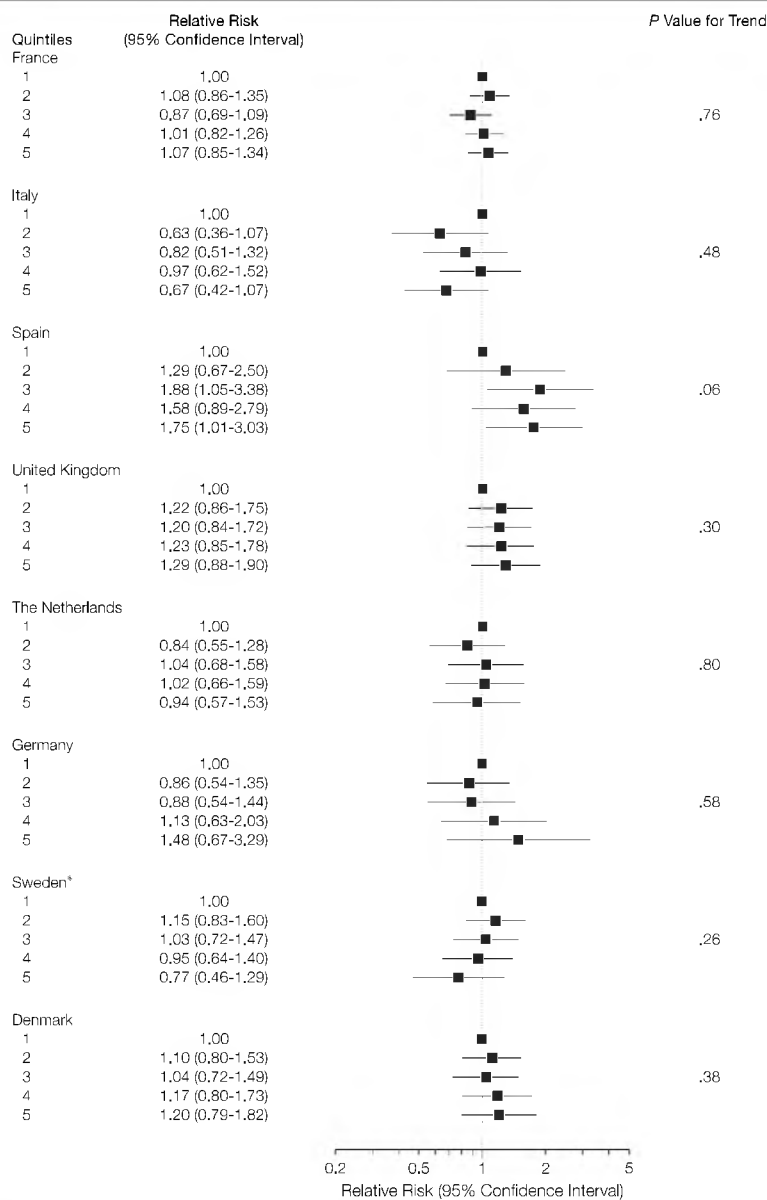 Relative Risk
P Value for Trend
Quintiles (95% Confidence Interval)
France
1 1.00
2 1.08 (0.86-1.35)
3 0.87 (0.69-1.09) .76
4 1.01 (0.82-1.26)
5 1.07 (0.85-1.34)
Italy
1 1.00
2 0.63 (0.36-1.07)
3 0.82 (0.51-1.32) .48
4 0.97 (0.62-1.52)
5 0.67 (0.42-1.07)
Spain
1 1.00
2 1.29 (0.67-2.50)
3 1.88 (1.05-3.38) .06
4 1.58 (0.89-2.79)
5 1.75 (1.01-3.03)
United Kingdom
1 1.00
2 1.22 (0.86-1.75)
3 1.20 (0.84-1.72) .30
4 1.23 (0.85-1.78)
5 1.29 (0.88-1.90)
The Netherlands
1 1.00
2 0.84 (0.55-1.28)
3 1.04 (0.68-1.58) .80
4 1.02 (0.66-1.59)
5 0.94 (0.57-1.53)
Germany
1 1.00
2 0.86 (0.54-1.35)
3 0.88 (0.54-1.44) .58
4 1.13 (0.63-2.03)
5 1.48 (0.67-3.29)
Sweden*
1 1.00
2 1.15 (0.83-1.60)
3 1.03 (0.72-1.47) .26
4 0.95 (0.64-1.40)
5 0.77 (0.46-1.29)
Denmark
1 1.00
2 1.10 (0.80-1.53)
3 1.04 (0.72-1.49) .38
4 1.17 (0.80-1.73)
5 1.20 (0.79-1.82)
0.2 0.5 1 2 5
Relative Risk (95% Confidence Interval)